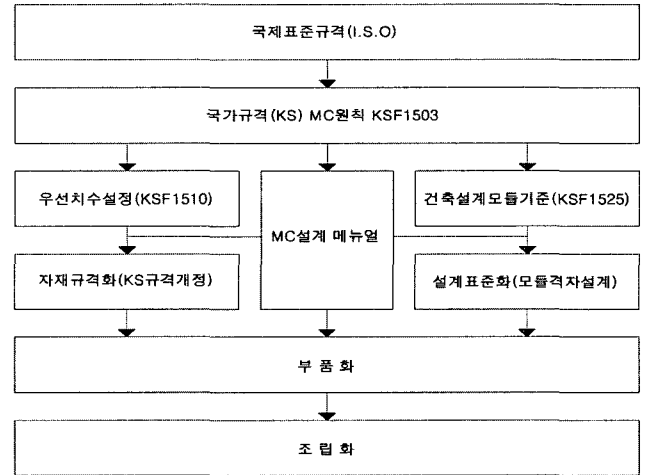 국제표준규격(I.S.O)
국가규격(KS) MC원칙 KSF1503
우선치수설정(KSF1510)
MC설계 메뉴얼
건축설계모듈기준(KSF1525)
자재규격화(KS규격개정)
설계표준화(모듈격자설계)
부 품 화
조 립 화